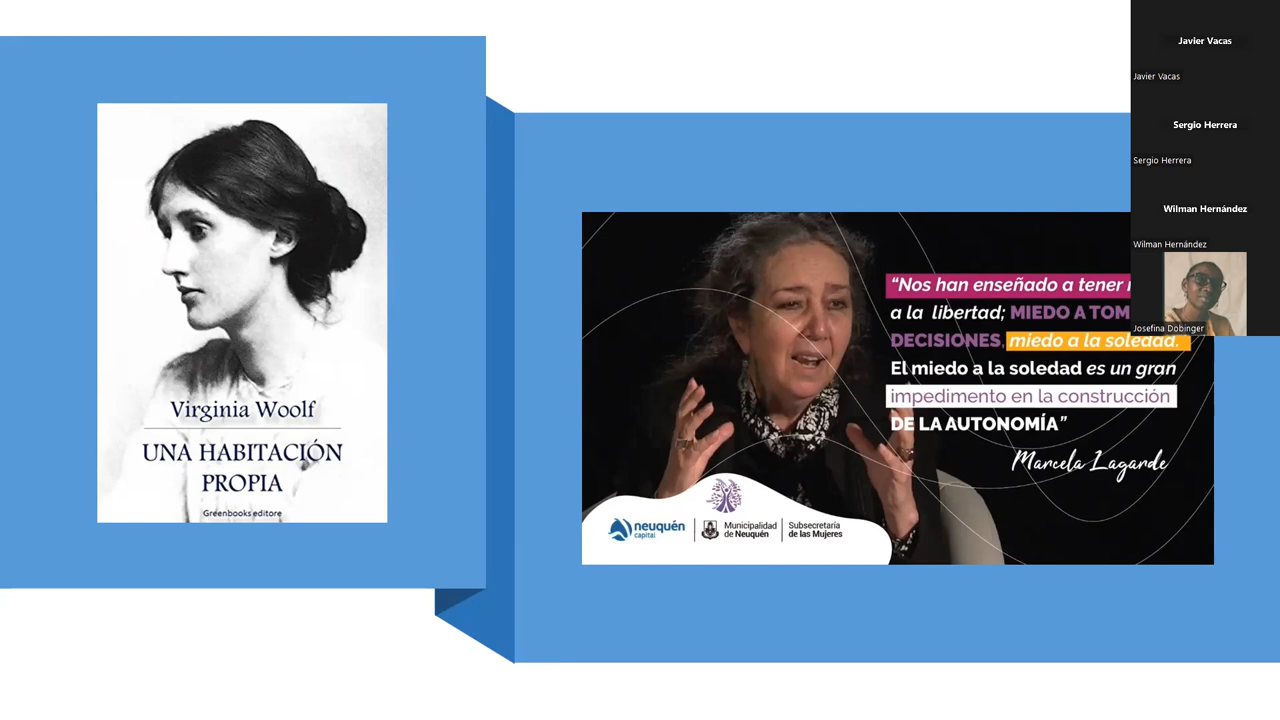 Virginia Woolf
UNA HABITACIÓN
PROPIA
Greenbooks editore
“Nos han enseñado a tener
a la libertad; MIEDO A TOM
DECISIONES, miedo a la soledad.
El miedo a la soledad es un gran
impedimento en la construcción
DE LA AUTONOMÍA”
Marcela Lagarde
neuquén
capital
Municipalidad
de Neuquén
Subsecretaría
de las Mujeres
Javier Vacas
Javier Vacas
Sergio Herrera
Sergio Herrera
Wilman Hernández
Wilman Hernández
Josefina Dobinger